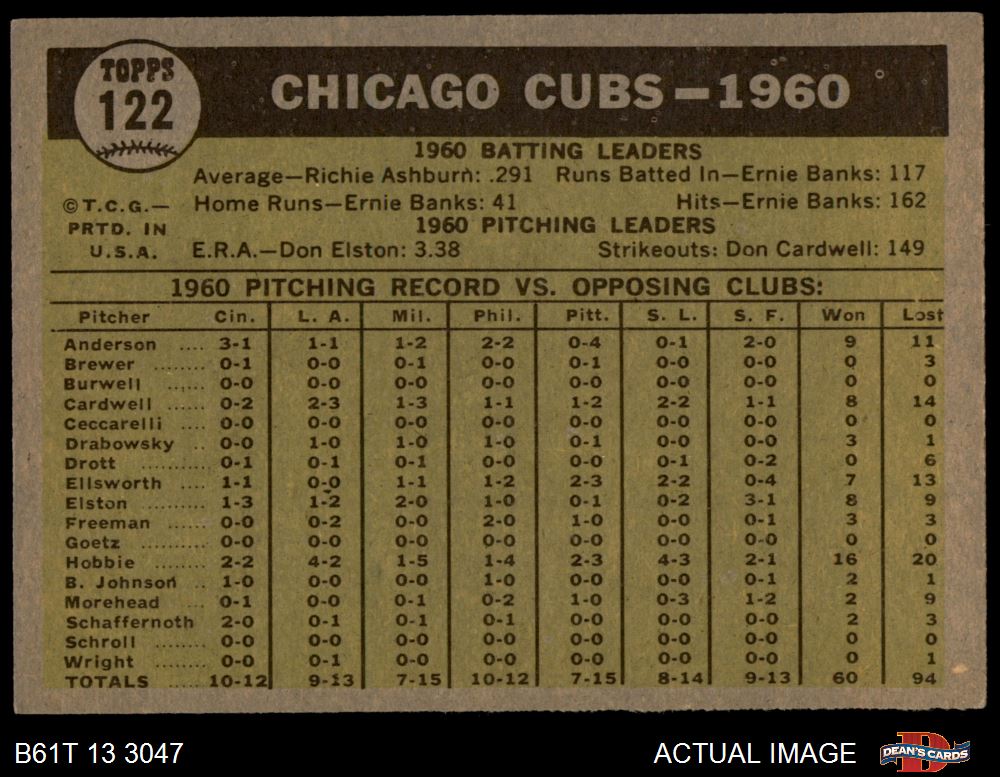 TOPPS
122
CHICAGO CUBS—1960
1960 BATTING LEADERS
Average—Richie Ashburn: .291 Runs Batted In—Ernie Banks: 117
©T.C.G.— Home Runs—Ernie Banks: 41 Hits—Ernie Banks: 162
PRTD. IN 1960 PITCHING LEADERS
U.S.A. E.R.A.—Don Elston: 3.38 Strikeouts: Don Cardwell: 149
1960 PITCHING RECORD VS. OPPOSING CLUBS:
Pitcher Cin. L. A. Mil. Phil. Pitt. S. L. S. F. Won Lost
Anderson .... 3-1 1-1 1-2 2-2 0-4 0-1 2-0 9 11
Brewer ........ 0-1 0-0 0-1 0-0 0-1 0-0 0-0 0 3
Burwell ...... 0-0 0-0 0-0 0-0 0-0 0-0 0-0 0 0
Cardwell ...... 0-2 2-3 1-3 1-1 1-2 2-2 1-1 8 14
Ceccarelli .... 0-0 0-0 0-0 0-0 0-0 0-0 0-0 0 0
Drabowsky .. 0-0 1-0 1-0 1-0 0-1 0-0 0-0 3 1
Drott .......... 0-1 0-1 0-1 0-0 0-0 0-1 0-2 0 6
Ellsworth .... 1-1 0-0 1-1 1-2 2-3 2-2 0-4 7 13
Elston ........ 1-3 1-2 2-0 1-0 0-1 0-2 3-1 8 9
Freeman ...... 0-0 0-2 0-0 2-0 1-0 0-0 0-1 3 3
Goetz .......... 0-0 0-0 0-0 0-0 0-0 0-0 0-0 0 0
Hobbie ........ 2-2 4-2 1-5 1-4 2-3 4-3 2-1 16 20
B. Johnson .. 1-0 0-0 0-0 1-0 0-0 0-0 0-1 2 1
Morehead .. 0-1 0-0 0-1 0-2 1-0 0-3 1-2 2 9
Schaffernoth 2-0 0-1 0-1 0-1 0-0 0-0 0-0 2 3
Schroll ........ 0-0 0-0 0-0 0-0 0-0 0-0 0-0 0 0
Wright ........ 0-0 0-1 0-0 0-0 0-0 0-0 0-0 0 1
TOTALS ..... 10-12 9-13 7-15 10-12 7-15 8-14 9-13 60 94
B61T 13 3047 ACTUAL IMAGE DEAN'S CARDS